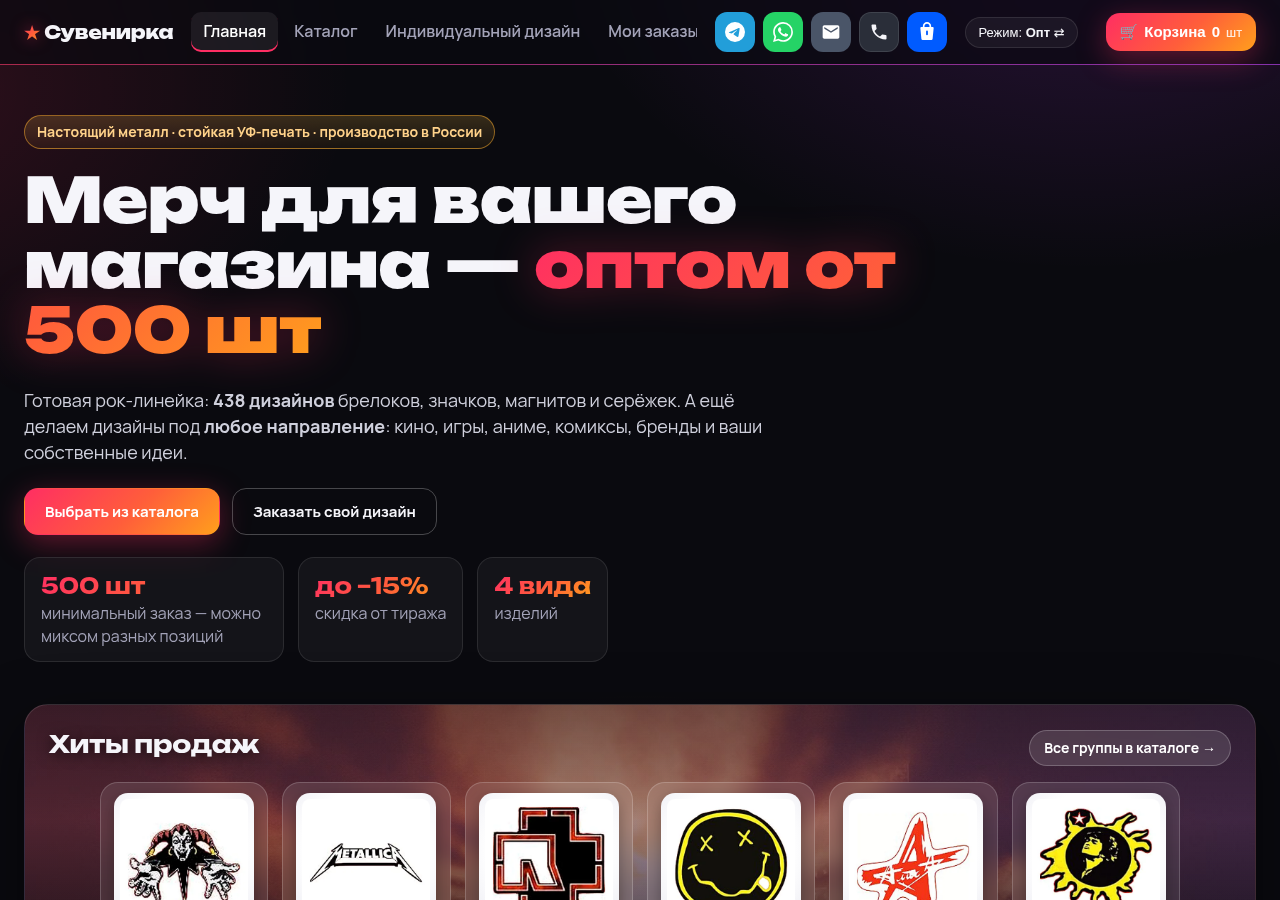 ★ Сувенирка
Главная
Каталог
Индивидуальный дизайн
Мои заказы
Режим: Опт ⇄
🛒 Корзина 0 шт
Настоящий металл · стойкая УФ-печать · производство в России
Мерч для вашего
магазина — оптом от
500 шт
Готовая рок-линейка: 438 дизайнов брелоков, значков, магнитов и серёжек. А ещё
делаем дизайны под любое направление: кино, игры, аниме, комиксы, бренды и ваши
собственные идеи.
Выбрать из каталога
Заказать свой дизайн
500 шт
минимальный заказ — можно
миксом разных позиций
до −15%
скидка от тиража
4 вида
изделий
Хиты продаж
Все группы в каталоге →
METALLICA